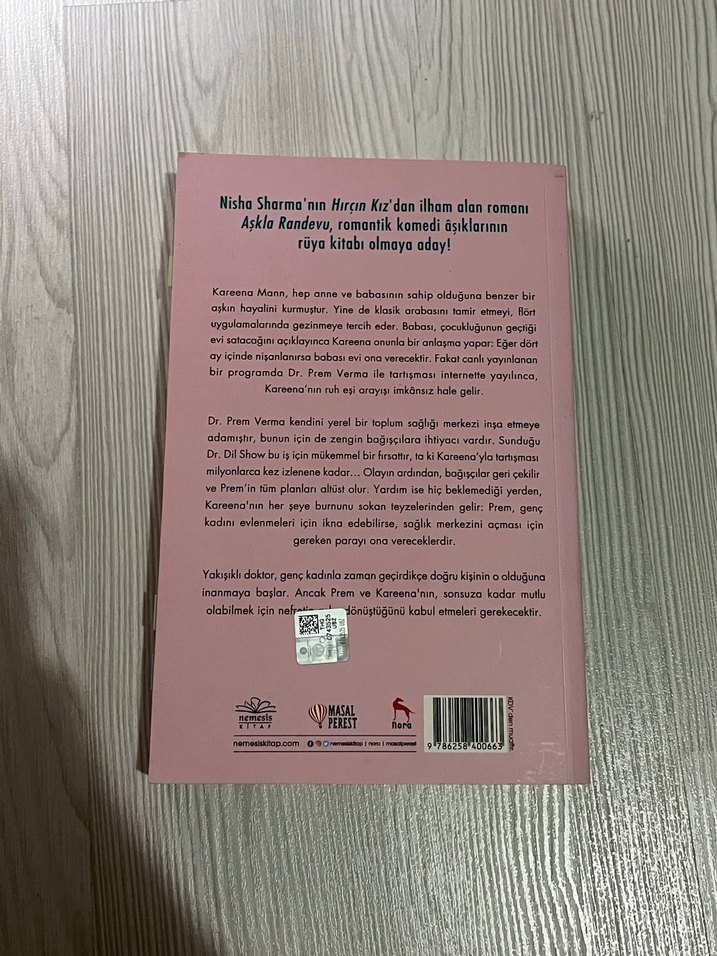 Nisha Sharma'nın Hırçın Kız'dan ilham alan romanı
Aşkla Randevu, romantik komedi âşıklarının
rüya kitabı olmaya aday!
Kareena Mann, hep anne ve babasının sahip olduğuna benzer bir
aşkın hayalini kurmuştur. Yine de klasik arabasını tamir etmeyi, flört
uygulamalarında gezinmeye tercih eder. Babası, çocukluğunun geçtiği
evi satacağını açıklayınca Kareena onunla bir anlaşma yapar: Eğer dört
ay içinde nişanlanırsa babası evi ona verecektir. Fakat canlı yayınlanan
bir programda Dr. Prem Verma ile tartışması internette yayılınca,
Kareena'nın ruh eşi arayışı imkânsız hale gelir.
Dr. Prem Verma kendini yerel bir toplum sağlığı merkezi inşa etmeye
adamıştır, bunun için de zengin bağışçılara ihtiyacı vardır. Sunduğu
Dr. Dil Show bu iş için mükemmel bir fırsattır, ta ki Kareena'yla tartışması
milyonlarca kez izlenene kadar... Olayın ardından, bağışçılar geri çekilir
ve Prem'in tüm planları altüst olur. Yardım ise hiç beklemediği yerden,
Kareena'nın her şeye burnunu sokan teyzelerinden gelir: Prem, genç
kadını evlenmeleri için ikna edebilirse, sağlık merkezini açması için
gereken parayı ona vereceklerdir.
Yakışıklı doktor, genç kadınla zaman geçirdikçe doğru kişinin o olduğuna
inanmaya başlar. Ancak Prem ve Kareena'nın, sonsuza kadar mutlu
olabilmek için dönüştüğünü kabul etmeleri gerekecektir.
THG
0743525
UBZ
nemesis
KİTAP
MASAL
PEREST
nora
nemesiskitap.com
nemesiskitap | nora | masalperest
9 786258 400663
KDV'den muaftır.